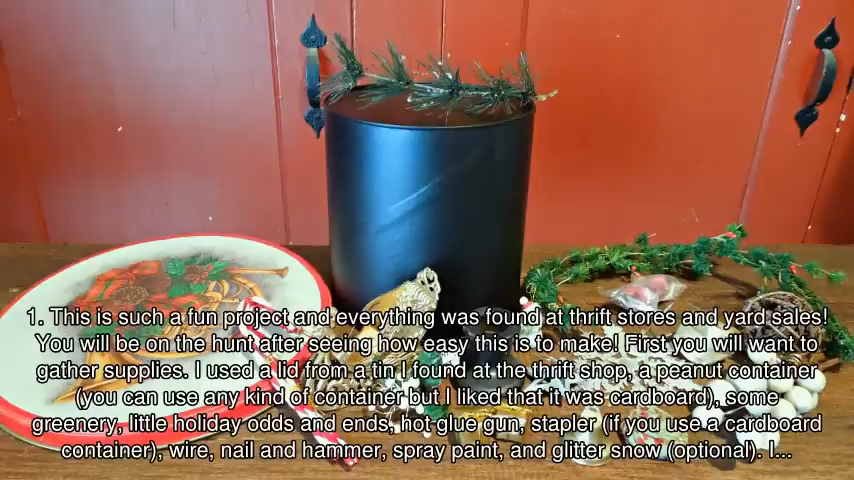 1. This is such a fun project and everything was found at thrift stores and yard sales!
You will be on the hunt after seeing how easy this is to make! First you will want to
gather supplies. I used a lid from a tin I found at the thrift shop, a peanut container
(you can use any kind of container but I liked that it was cardboard), some
greenery, little holiday odds and ends, hot glue gun, stapler (if you use a cardboard
container), wire, nail and hammer, spray paint, and glitter snow (optional). I...